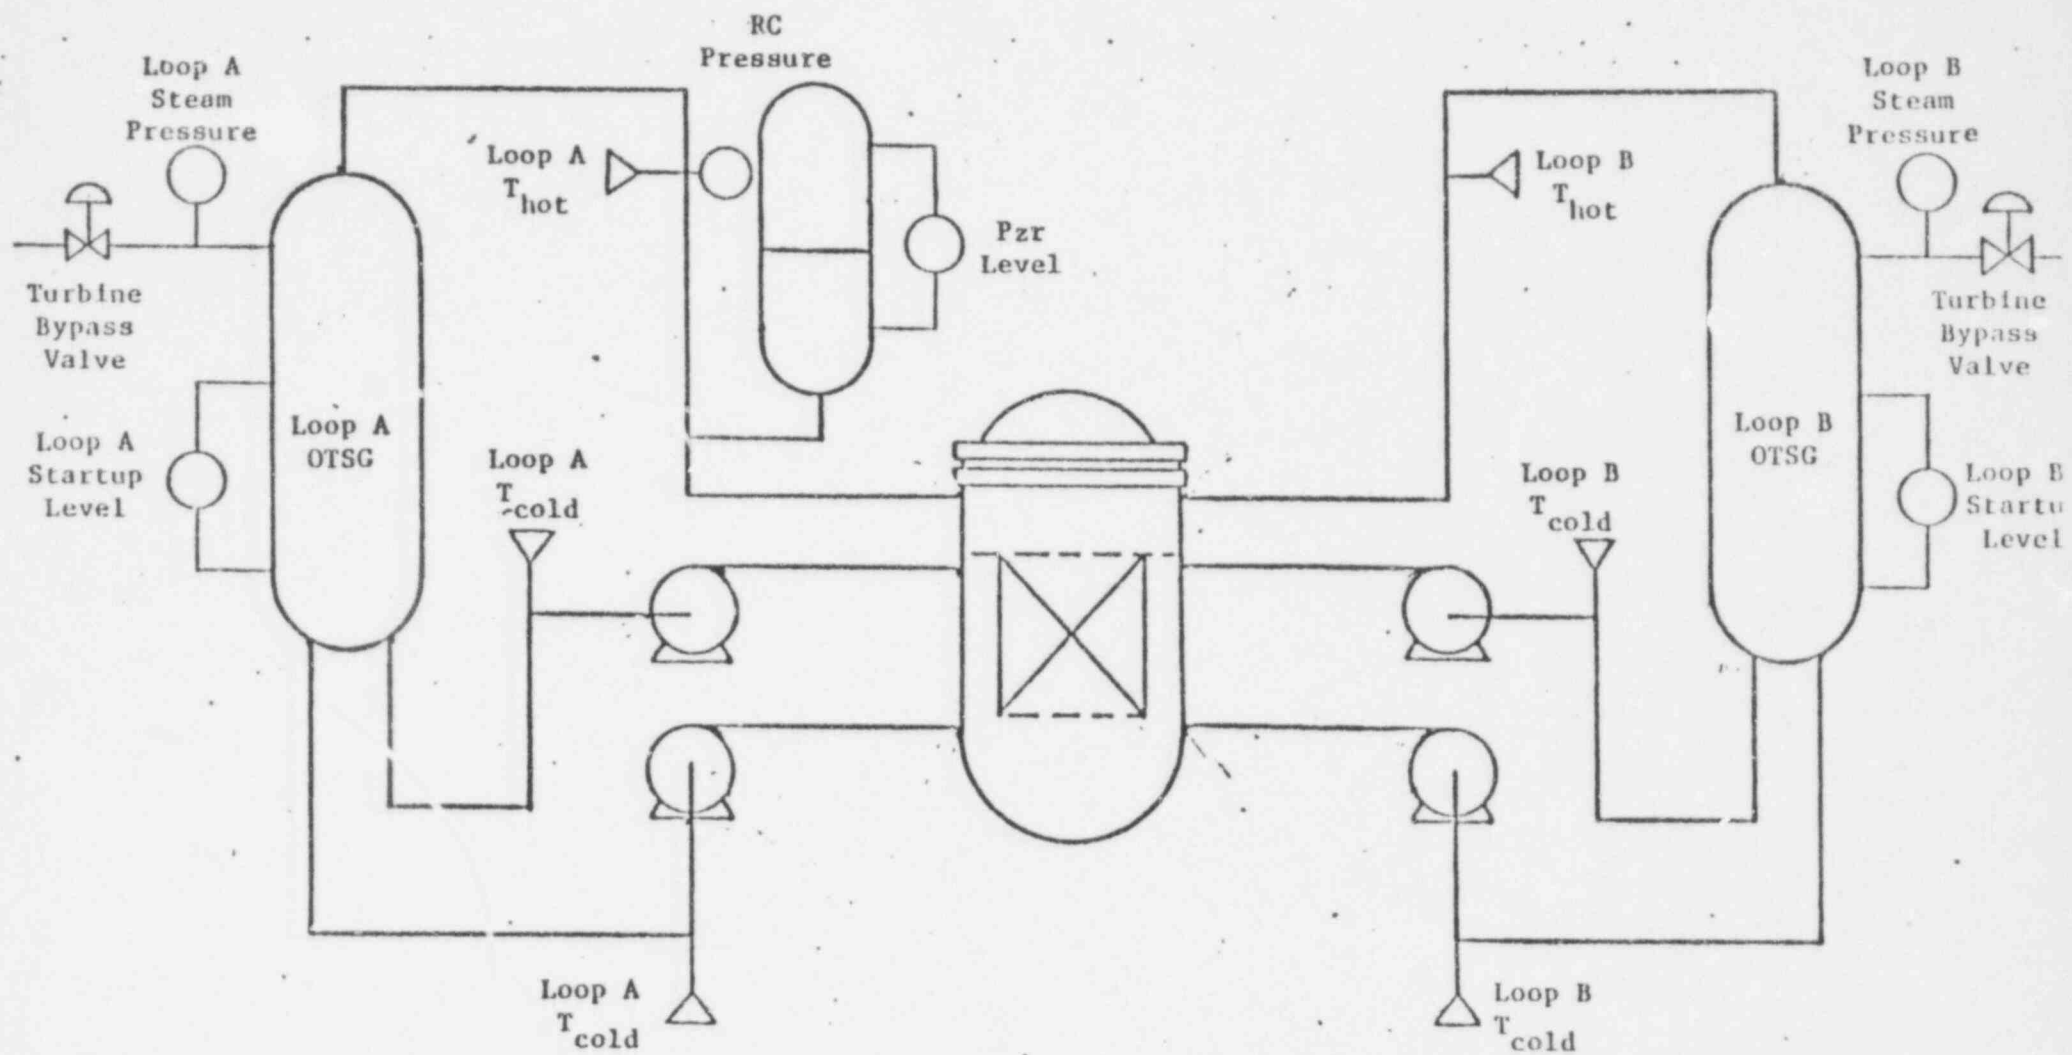 RC
Pressure
Loop A
Steam
Pressure
Loop B
Steam
Pressure
Loop A
T hot
Loop B
T hot
Pzr
Level
Turbine
Bypass
Valve
Turbine
Bypass
Valve
Loop A
OTSG
Loop B
OTSG
Loop A
Startup
Level
Loop A
T cold
Loop B
T cold
Loop B
Startu
Level
Loop A
T cold
Loop B
T cold